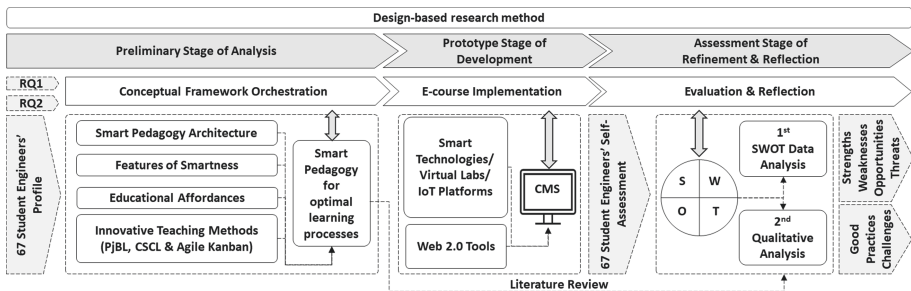 Design-based research method
Preliminary Stage of Analysis
Prototype Stage of
Development
Assessment Stage of
Refinement & Reflection
RQ1
RQ2
Conceptual Framework Orchestration
E-course Implementation
Evaluation & Reflection
67 Student Engineers'
Profile
Smart Pedagogy Architecture
Features of Smartness
Educational Affordances
Innovative Teaching Methods
(PjBL, CSCL & Agile Kanban)
Smart
Pedagogy
for
optimal
learning
processes
Smart
Technologies/
Virtual Labs/
IoT Platforms
Web 2.0 Tools
CMS
67 Student Engineers' Self-
Assessment
S W
O T
1st
SWOT Data
Analysis
2nd
Qualitative
Analysis
Strengths
Weaknesses
Opportunities
Threats
Good
Practices
Challenges
Literature Review